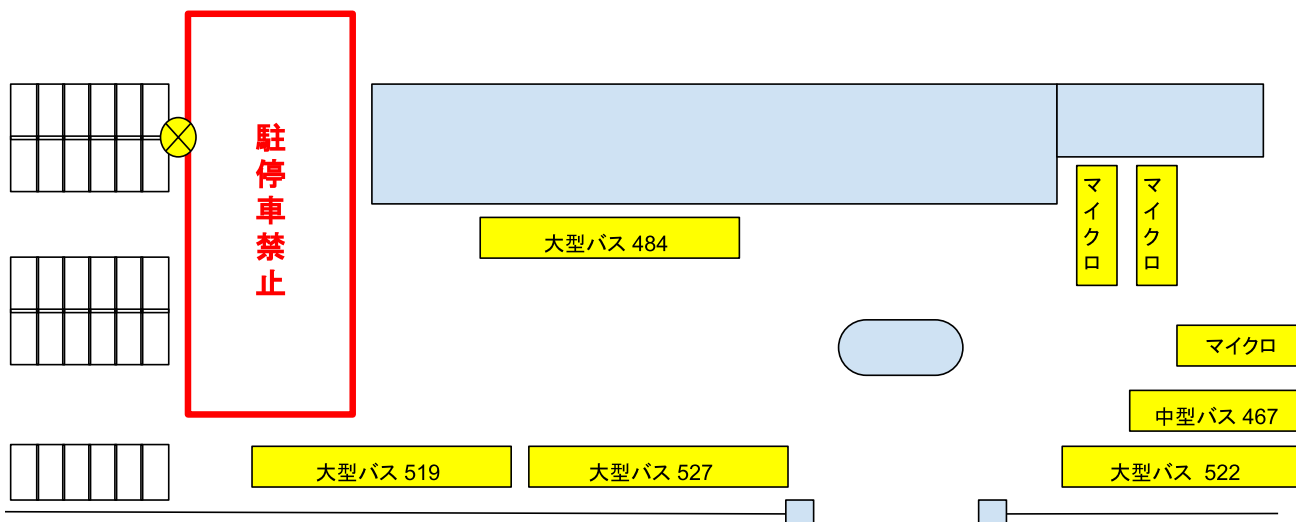 駐停車禁止
マイクロ
マイクロ
大型バス 484
マイクロ
中型バス 467
大型バス 519
大型バス 527
大型バス 522